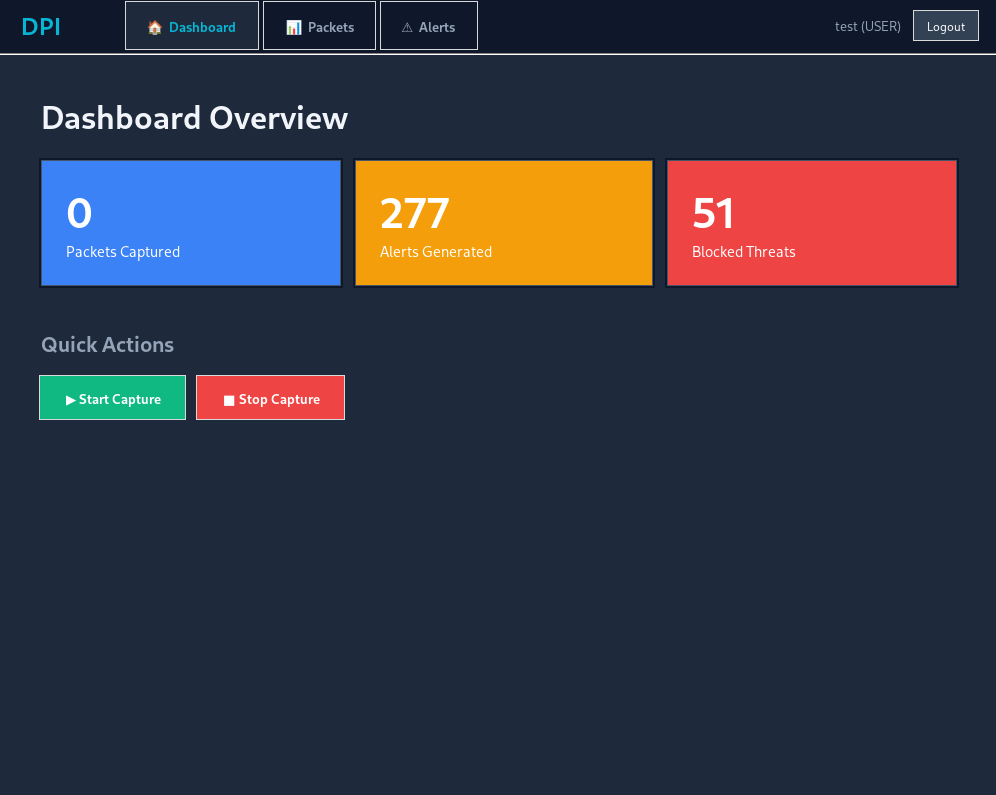 DPI
🏠 Dashboard
📊 Packets
⚠ Alerts
test (USER)
Logout
Dashboard Overview
0
Packets Captured
277
Alerts Generated
51
Blocked Threats
Quick Actions
▶ Start Capture
■ Stop Capture